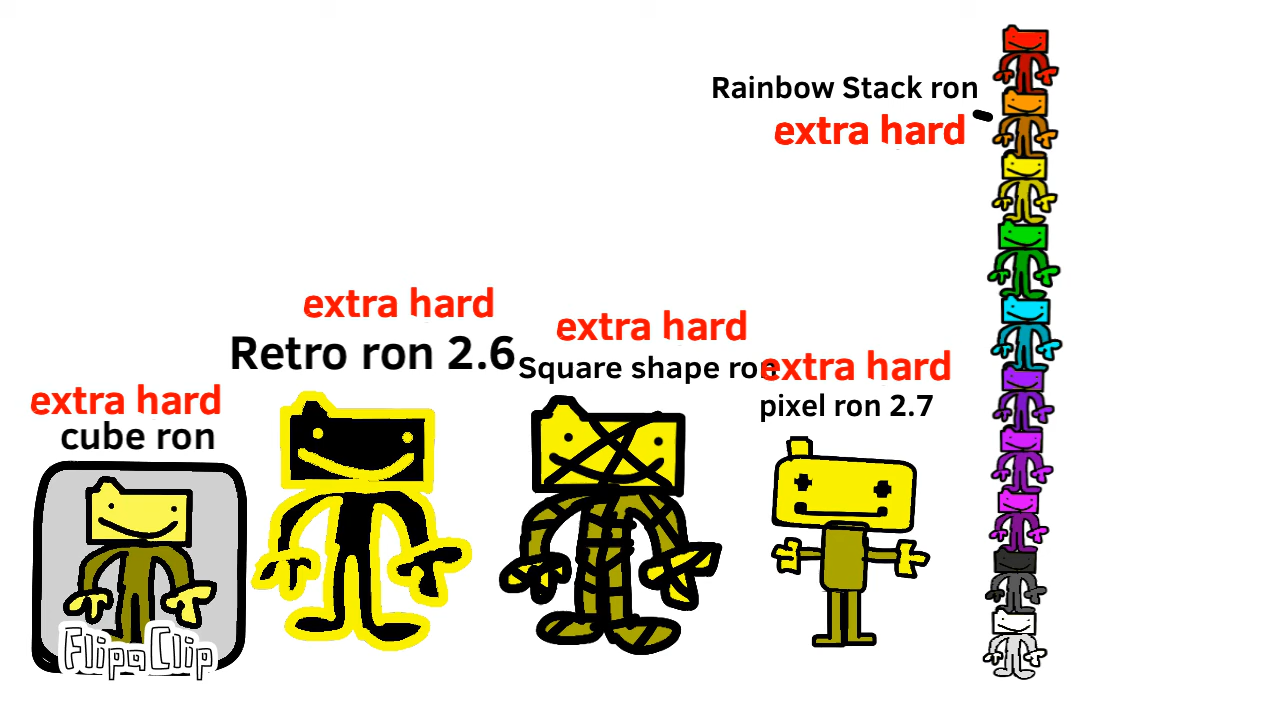 Rainbow Stack ron
extra hard
extra hard
Retro ron 2.6
extra hard
Square shape ron
extra hard
pixel ron 2.7
extra hard
cube ron
FlipaClip